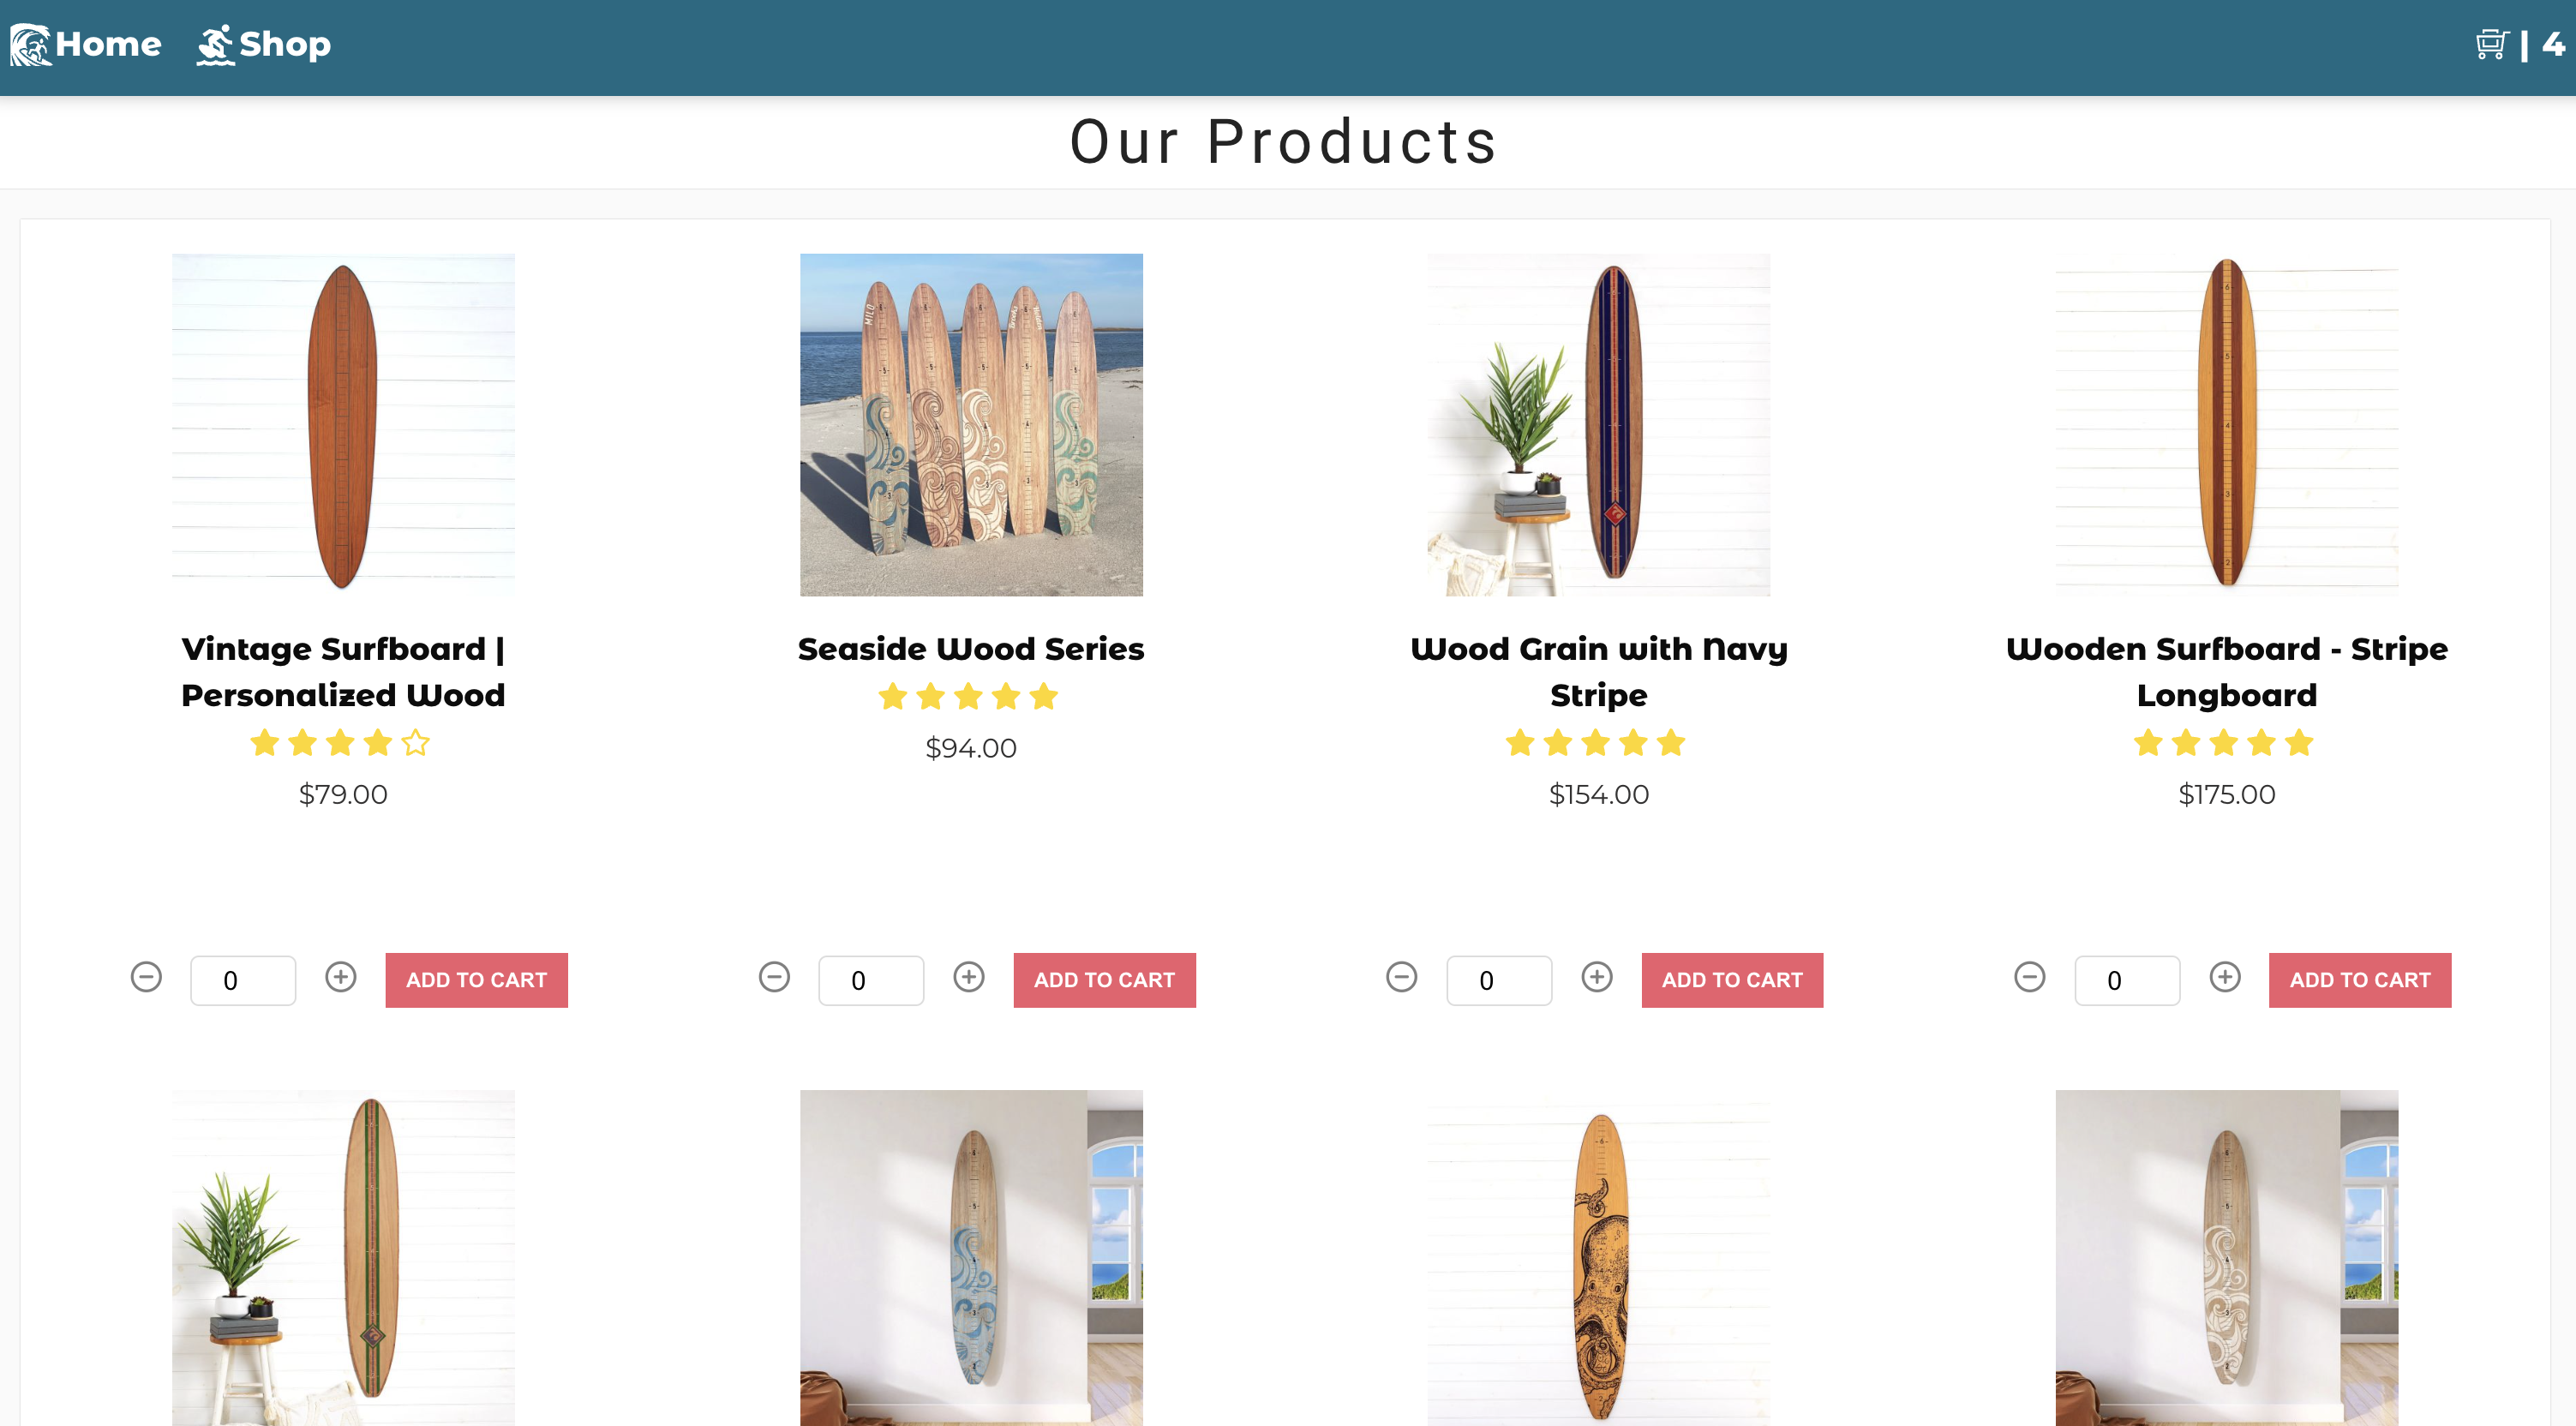 Home
Shop
| 4
Our Products
MILO
Vintage Surfboard |
Personalized Wood
$79.00
Seaside Wood Series
$94.00
Wood Grain with Navy
Stripe
$154.00
Wooden Surfboard - Stripe
Longboard
$175.00
0
ADD TO CART
0
ADD TO CART
0
ADD TO CART
0
ADD TO CART